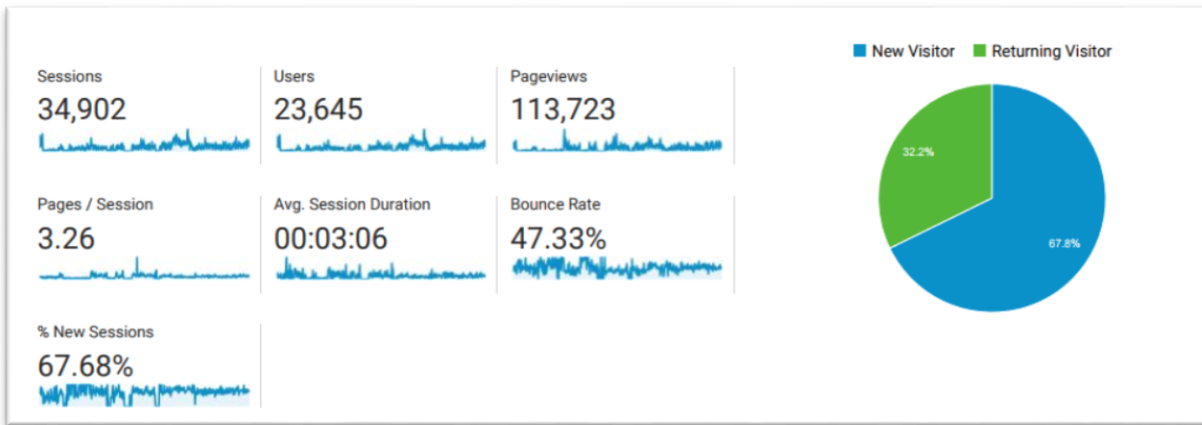 New Visitor
Returning Visitor
Sessions
34,902
Users
23,645
Pageviews
113,723
Pages / Session
3.26
Avg. Session Duration
00:03:06
Bounce Rate
47.33%
% New Sessions
67.68%
32.2%
67.8%